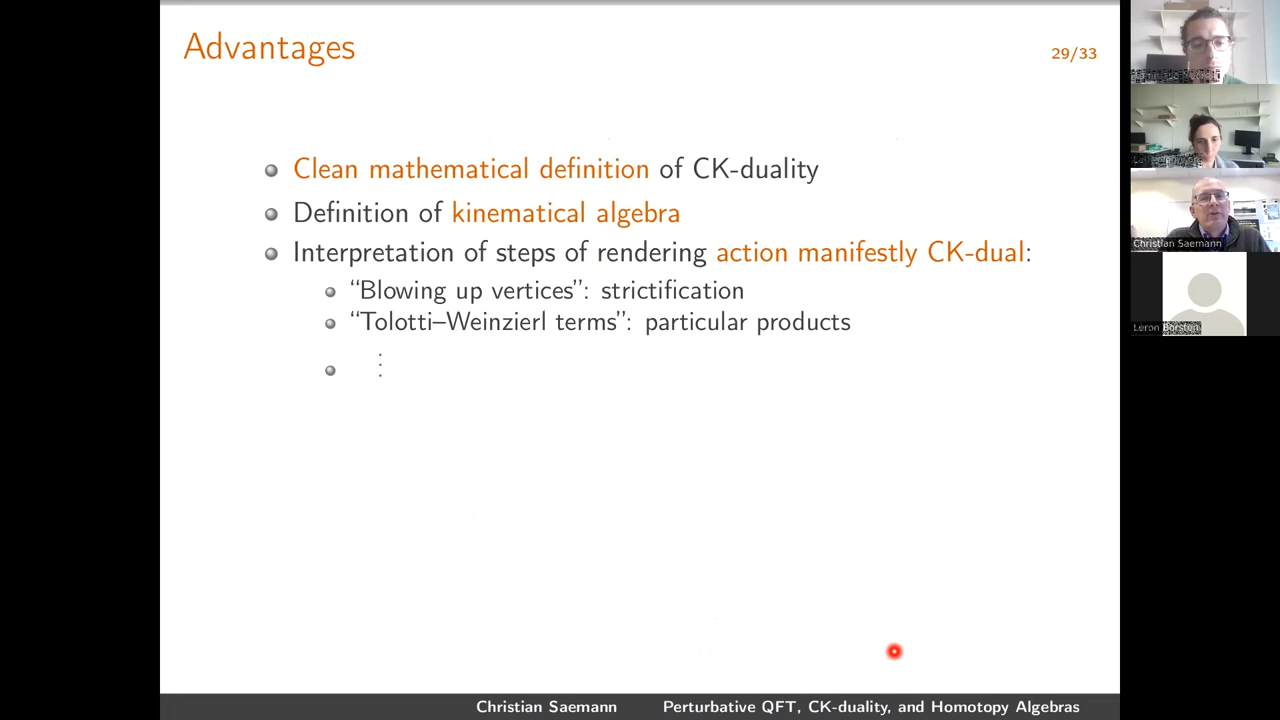 Advantages
29/33
Clean mathematical definition of CK-duality
Definition of kinematical algebra
Interpretation of steps of rendering action manifestly CK-dual:
“Blowing up vertices”: strictification
“Tolotti–Weinzierl terms”: particular products
⋮
Christian Saemann Perturbative QFT, CK-duality, and Homotopy Algebras
Christian Saemann
Leron Borsten